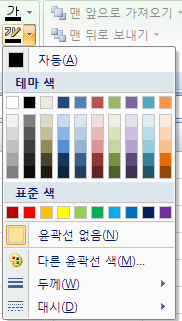 가
맨 앞으로 가져오기
가
맨 뒤로 보내기
자동(A)
테마 색
표준 색
윤곽선 없음(N)
다른 윤곽선 색(M)...
두께(W)
대시(D)